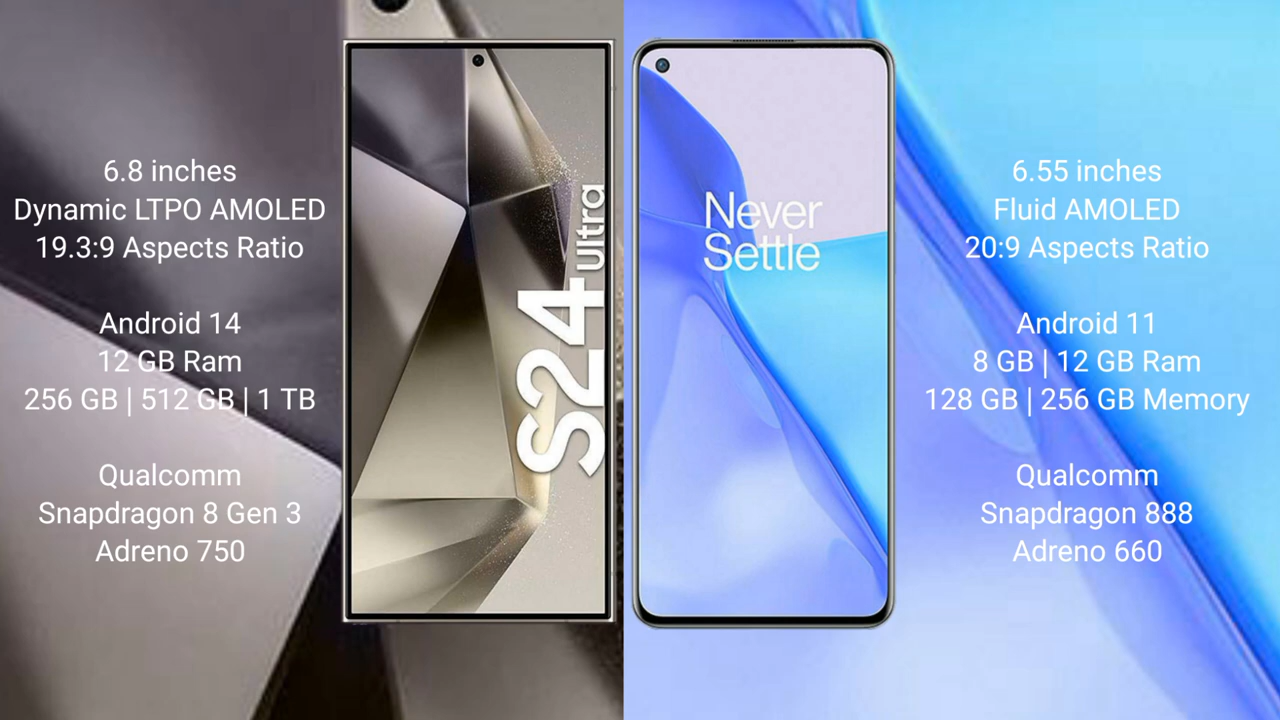 6.8 inches
Dynamic LTPO AMOLED
19.3:9 Aspects Ratio
Android 14
12 GB Ram
256 GB | 512 GB | 1 TB
Qualcomm
Snapdragon 8 Gen 3
Adreno 750
S24 Ultra
Never
Settle
6.55 inches
Fluid AMOLED
20:9 Aspects Ratio
Android 11
8 GB | 12 GB Ram
128 GB | 256 GB Memory
Qualcomm
Snapdragon 888
Adreno 660